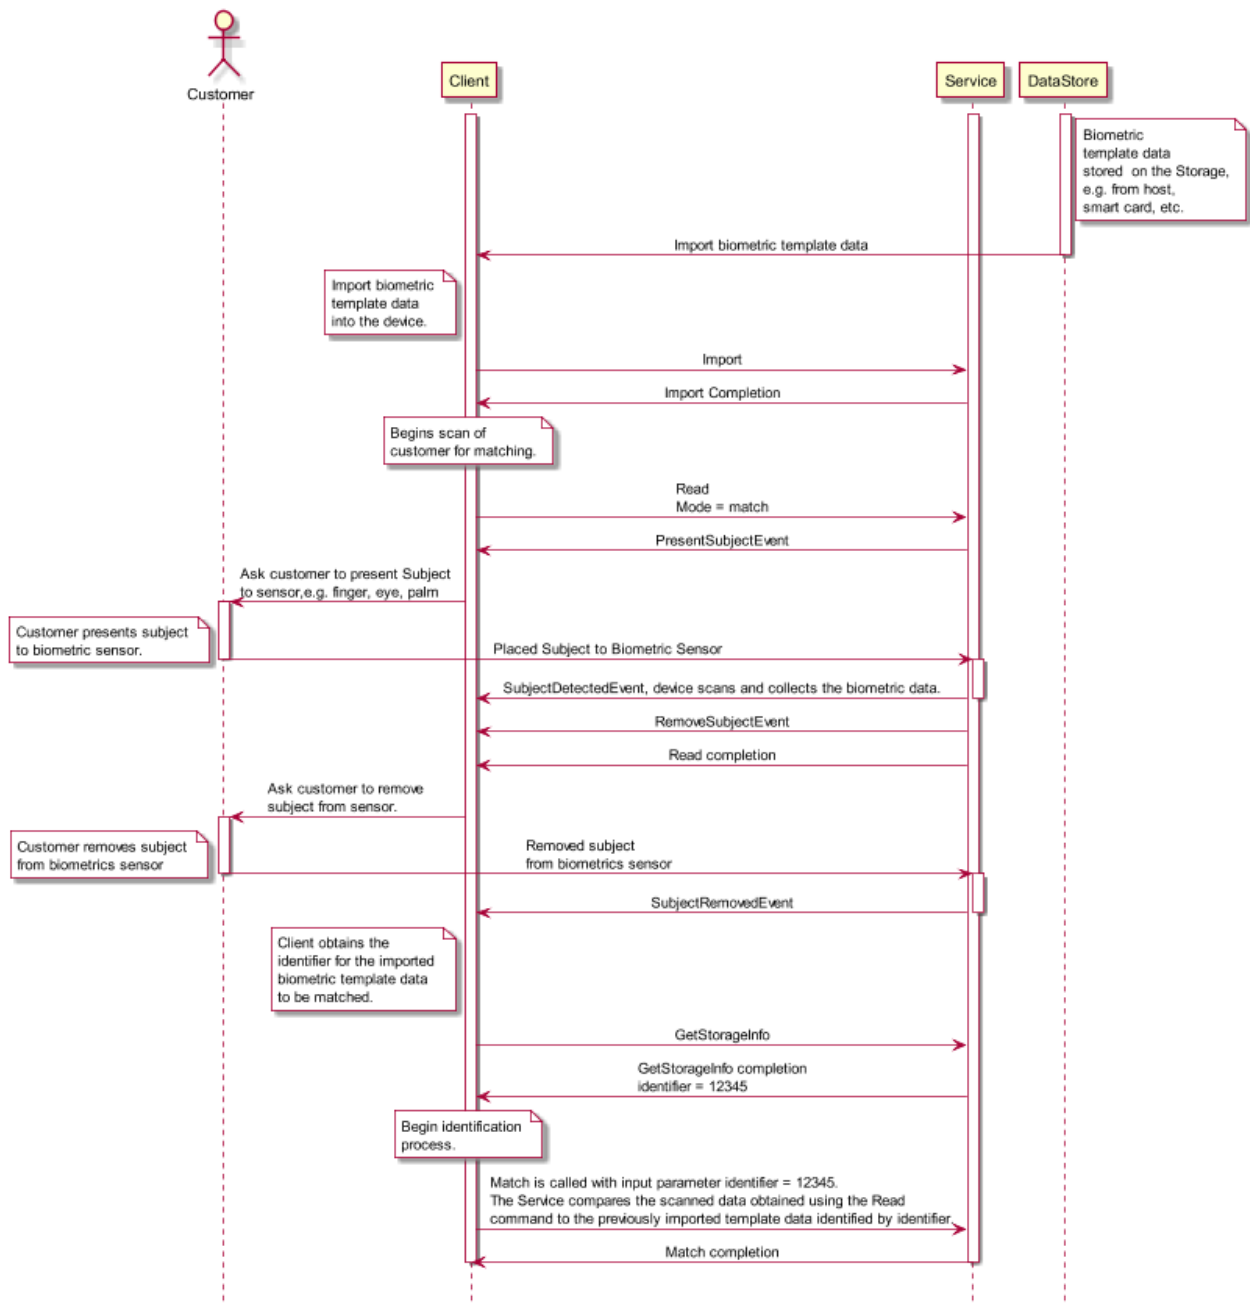 Customer
Client
Service
DataStore
Biometric
template data
stored  on the Storage,
e.g. from host,
smart card, etc.
Import biometric template data
Import biometric
template data
into the device.
Import
Import Completion
Begins scan of
customer for matching.
Read
Mode = match
PresentSubjectEvent
Ask customer to present Subject
to sensor,e.g. finger, eye, palm
Customer presents subject
to biometric sensor.
Placed Subject to Biometric Sensor
SubjectDetectedEvent, device scans and collects the biometric data.
RemoveSubjectEvent
Read completion
Ask customer to remove
subject from sensor.
Customer removes subject
from biometrics sensor
Removed subject
from biometrics sensor
SubjectRemovedEvent
Client obtains the
identifier for the imported
biometric template data
to be matched.
GetStorageInfo
GetStorageInfo completion
identifier = 12345
Begin identification
process.
Match is called with input parameter identifier = 12345.
The Service compares the scanned data obtained using the Read
command to the previously imported template data identified by identifier.
Match completion